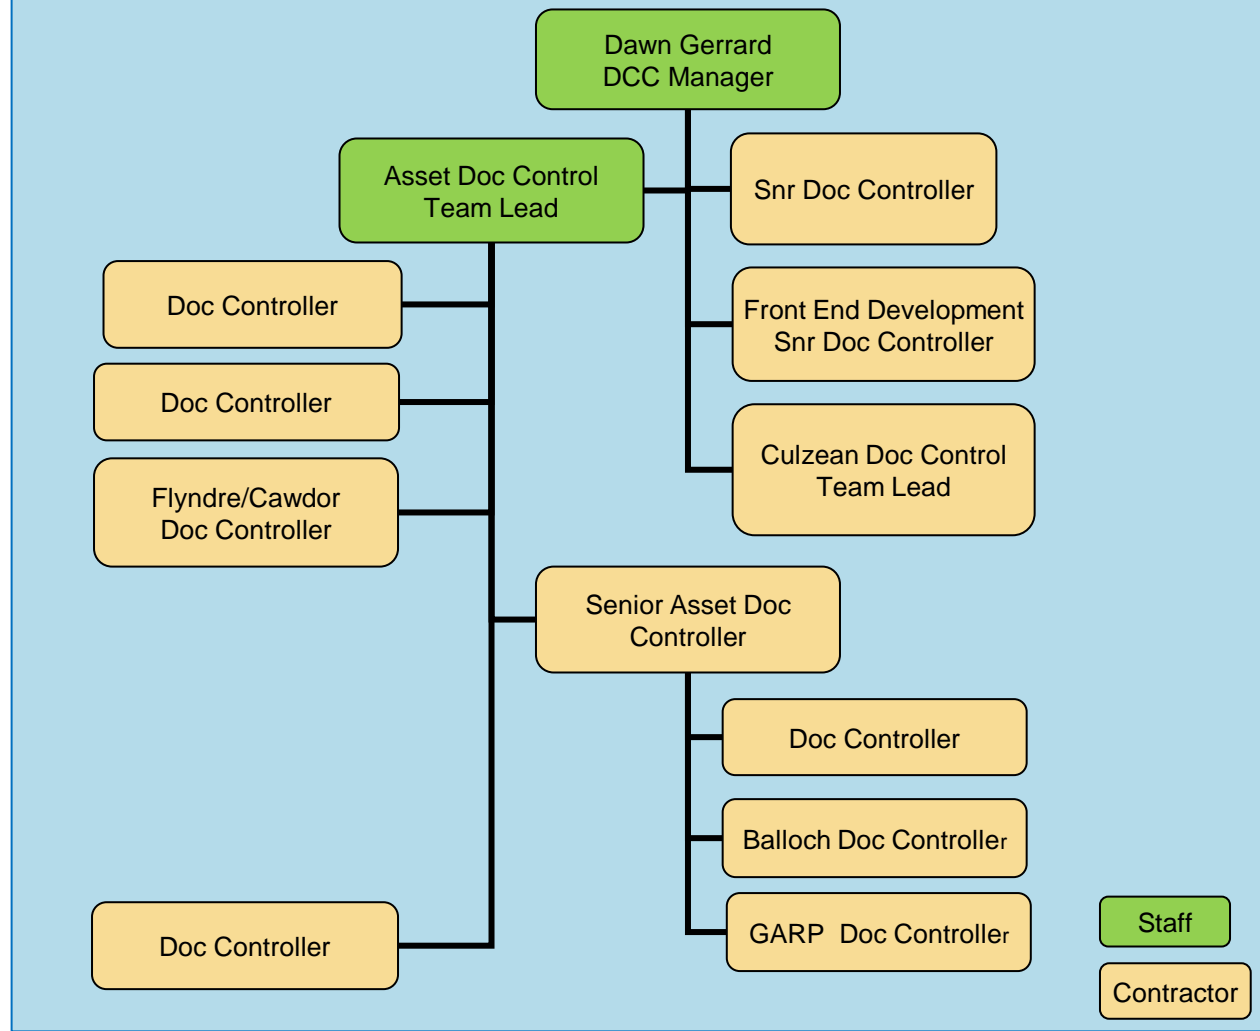 Dawn Gerrard
DCC Manager
Asset Doc Control
Team Lead
Snr Doc Controller
Doc Controller
Front End Development
Snr Doc Controller
Doc Controller
Culzean Doc Control
Team Lead
Flyndre/Cawdor
Doc Controller
Senior Asset Doc
Controller
Doc Controller
Balloch Doc Controller
GARP Doc Controller
Doc Controller
Staff
Contractor